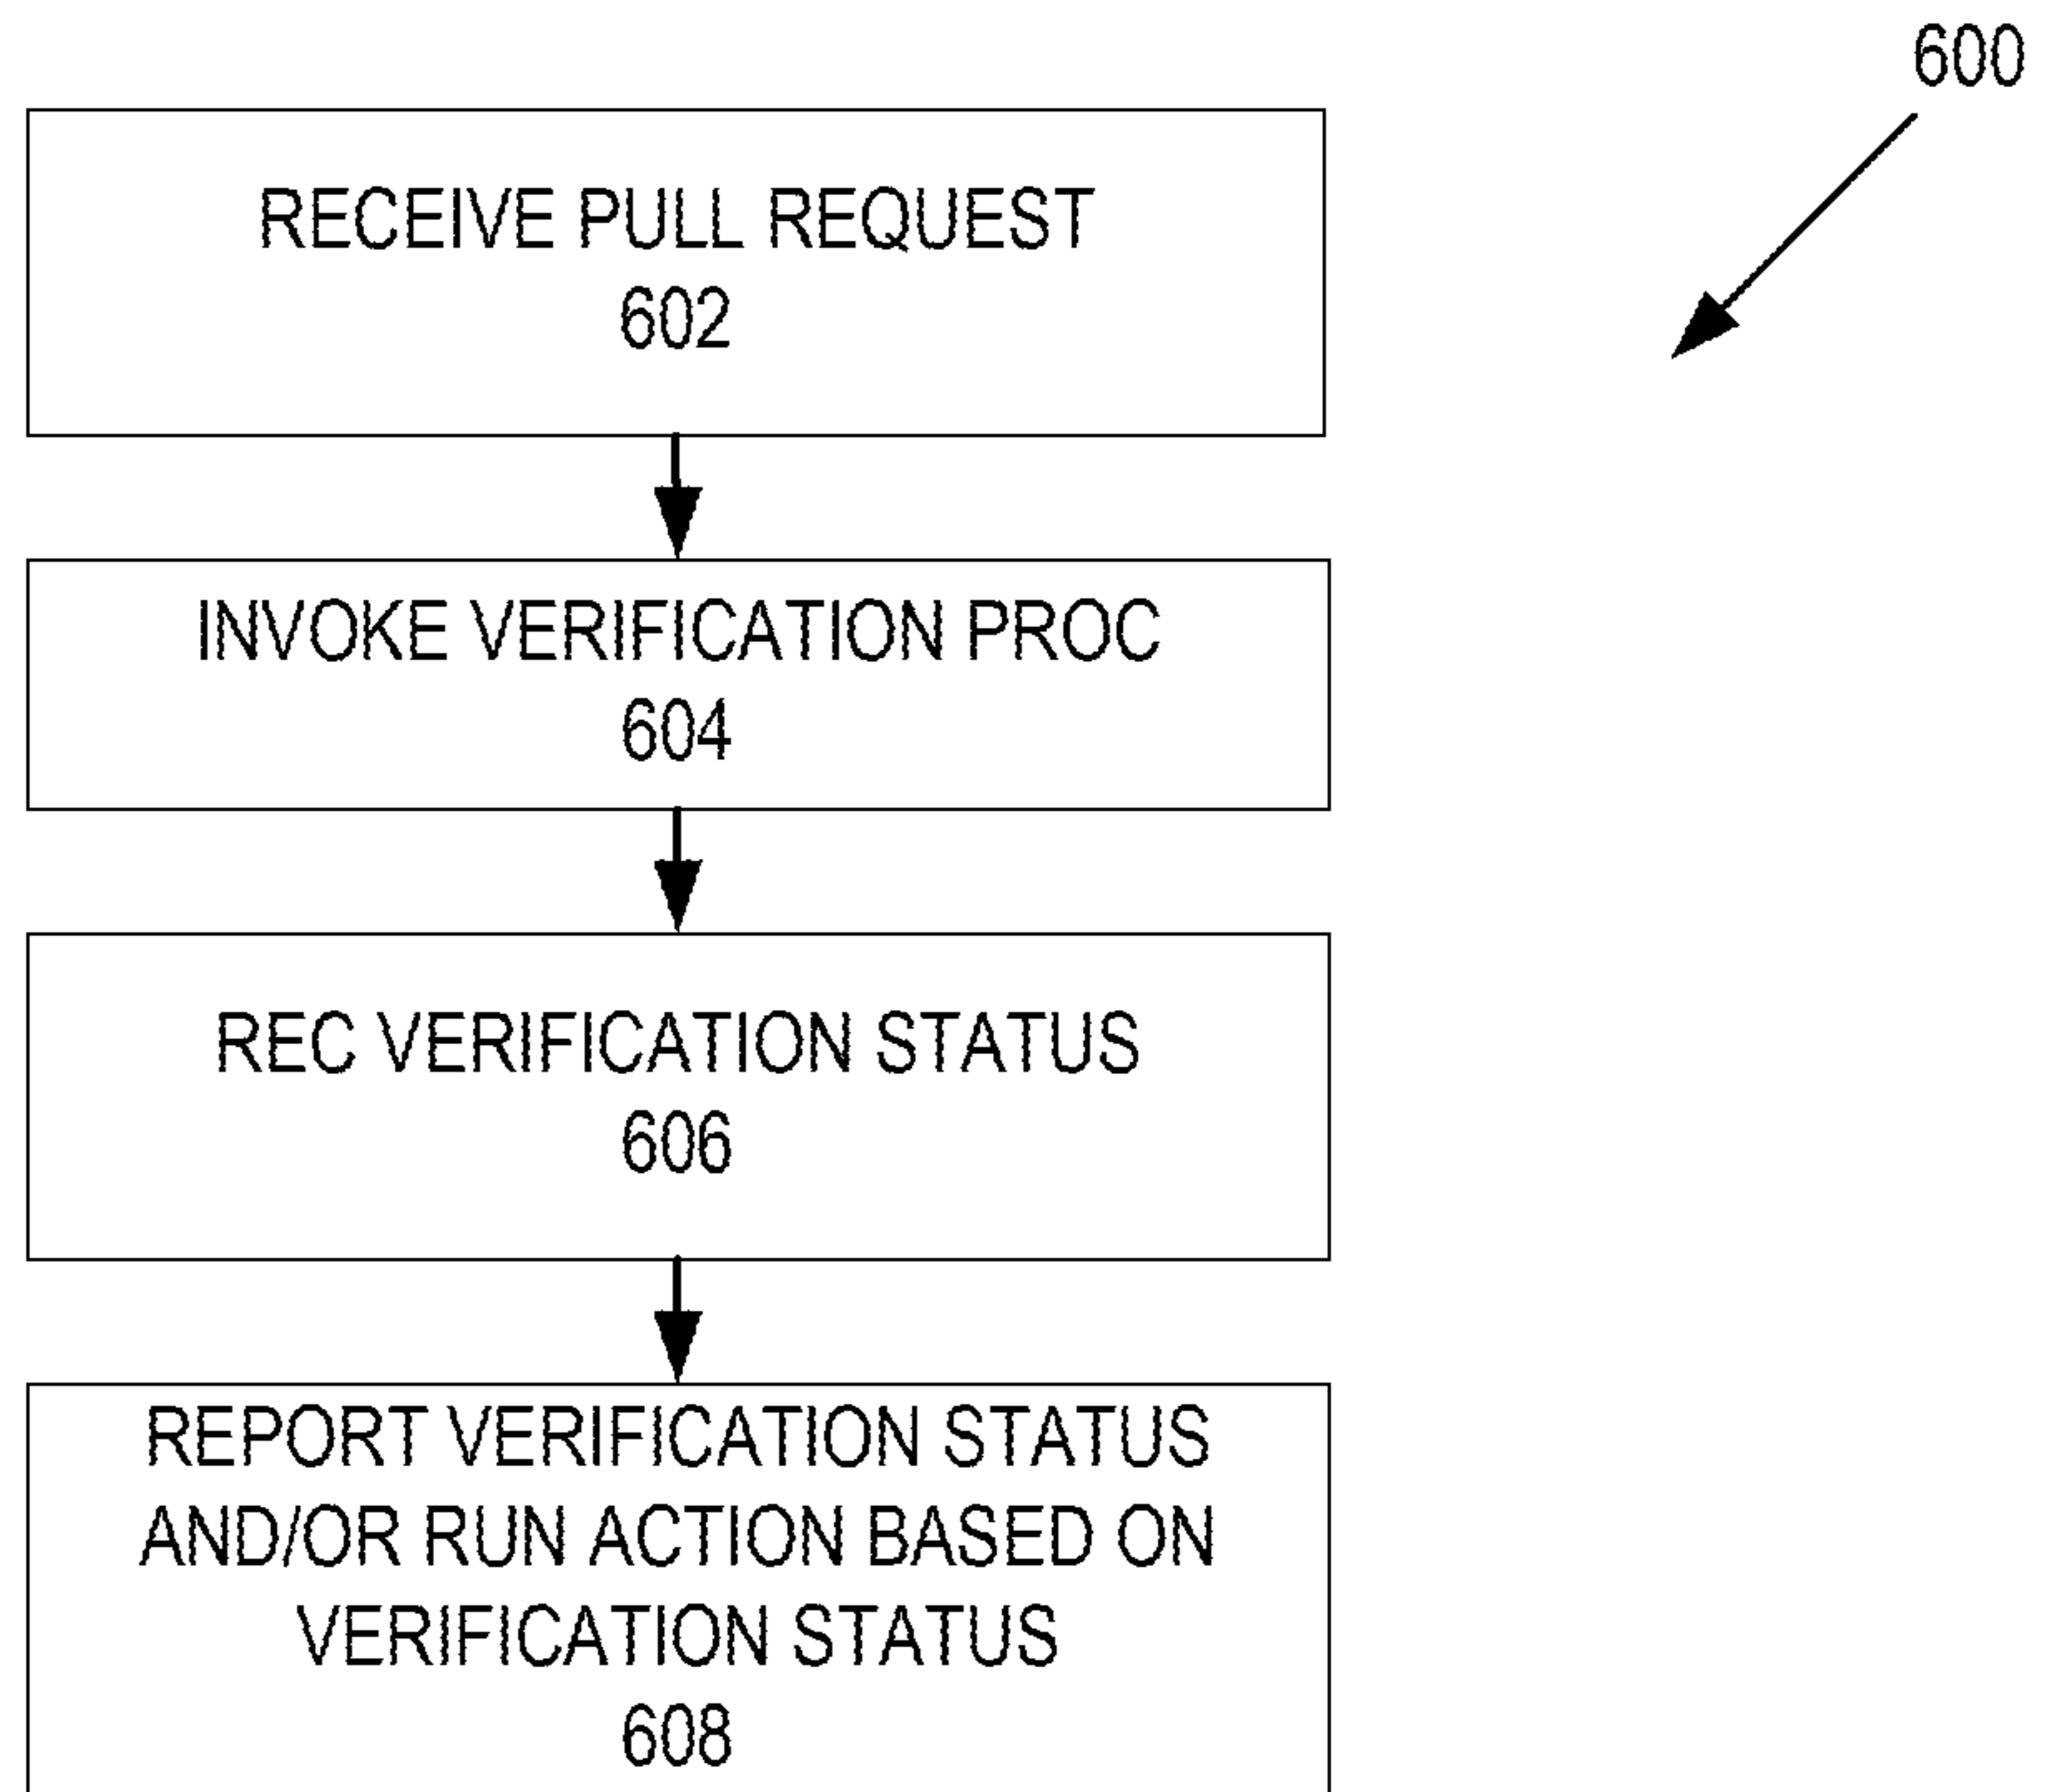 600
RECEIVE PULL REQUEST
602
INVOKE VERIFICATION PROC
604
REC VERIFICATION STATUS
606
REPORT VERIFICATION STATUS
AND/OR RUN ACTION BASED ON
VERIFICATION STATUS
608